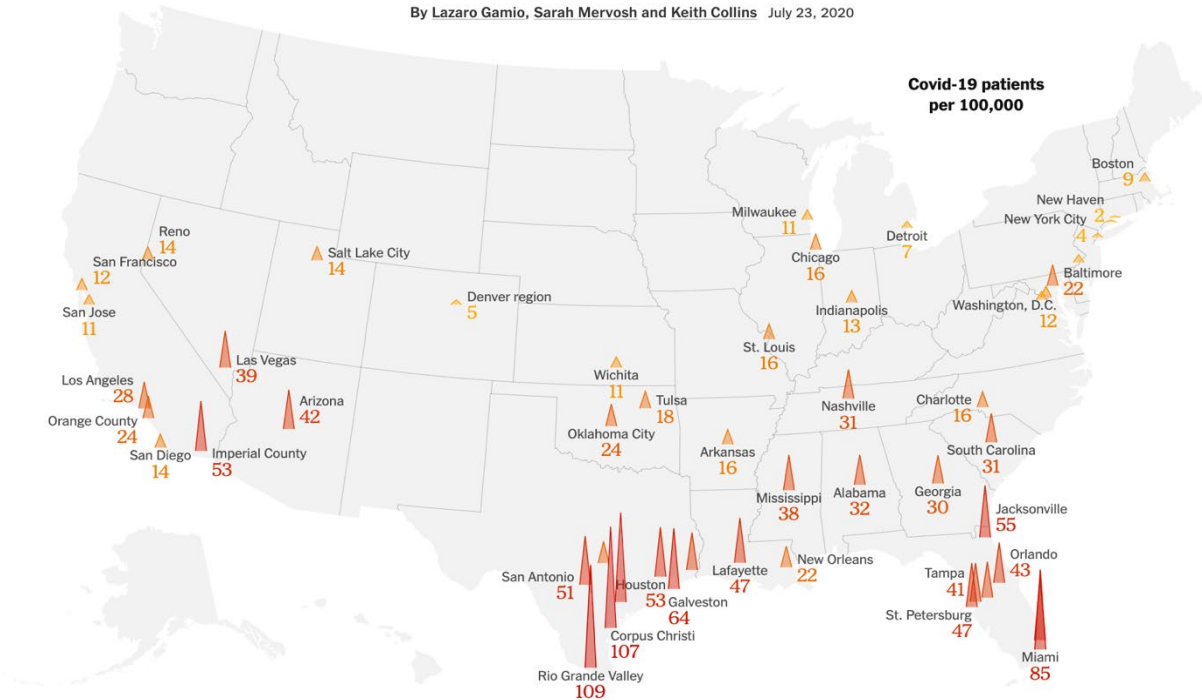 By Lazaro Gamio, Sarah Mervosh and Keith Collins July 23, 2020
Covid-19 patients
per 100,000
Boston
9
New Haven
2
New York City
4
Milwaukee
11
Detroit
7
Chicago
16
Reno
14
Salt Lake City
14
San Francisco
12
Baltimore
22
Denver region
5
Washington, D.C.
12
San Jose
11
Indianapolis
13
St. Louis
16
Las Vegas
39
Wichita
11
Los Angeles
28
Arizona
42
Tulsa
18
Nashville
31
Charlotte
16
Orange County
24
Oklahoma City
24
San Diego
14
Imperial County
53
Arkansas
16
South Carolina
31
Mississippi
38
Alabama
32
Georgia
30
Jacksonville
55
Orlando
43
New Orleans
22
Lafayette
47
San Antonio
51
Houston
53
Tampa
41
Galveston
64
St. Petersburg
47
Corpus Christi
107
Miami
85
Rio Grande Valley
109